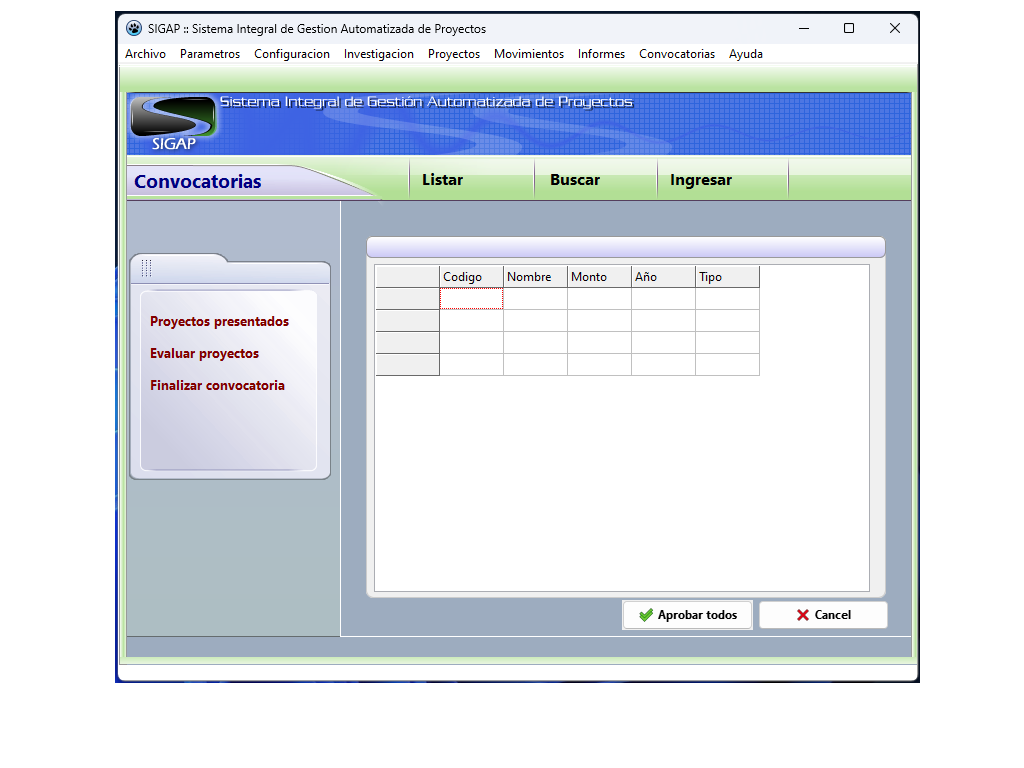 SIGAP :: Sistema Integral de Gestion Automatizada de Proyectos
Archivo Parametros Configuracion Investigacion Proyectos Movimientos Informes Convocatorias Ayuda
Sistema Integral de Gestión Automatizada de Proyectos
SIGAP
Convocatorias Listar Buscar Ingresar
Codigo Nombre Monto Año Tipo
Proyectos presentados
Evaluar proyectos
Finalizar convocatoria
Aprobar todos Cancel